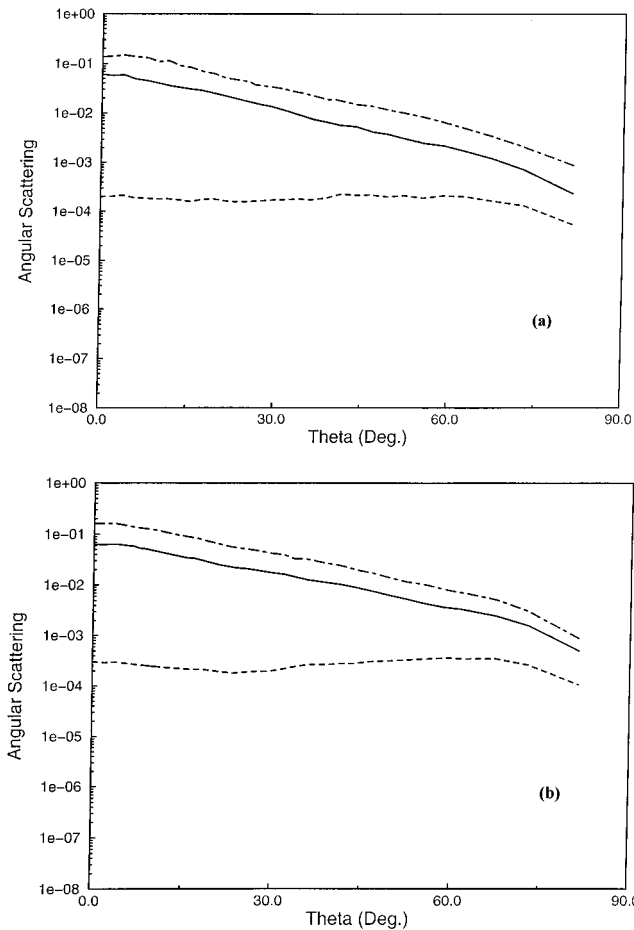 1e+00
1e-01
1e-02
1e-03
1e-04
1e-05
1e-06
1e-07
1e-08
Angular Scattering
(a)
0.0 30.0 60.0 90.0
Theta (Deg.)
1e+00
1e-01
1e-02
1e-03
1e-04
1e-05
1e-06
1e-07
1e-08
Angular Scattering
(b)
0.0 30.0 60.0 90.0
Theta (Deg.)